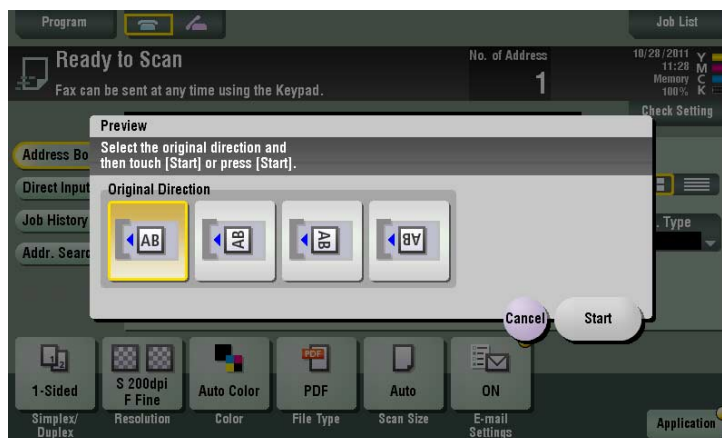 Program
Job List
Ready to Scan
Fax can be sent at any time using the Keypad.
No. of Address
1
10/28/2011
11:28
Memory
100%
Y
M
C
K
Check Setting
Preview
Select the original direction and
then touch [Start] or press [Start].
Original Direction
AB
AB
AB
AB
Cancel
Start
Address Bo
Direct Input
Job History
Addr. Searc
. Type
1-Sided
S 200dpi
F Fine
Auto Color
PDF
PDF
Auto
ON
Simplex/
Duplex
Resolution
Color
File Type
Scan Size
E-mail
Settings
Application